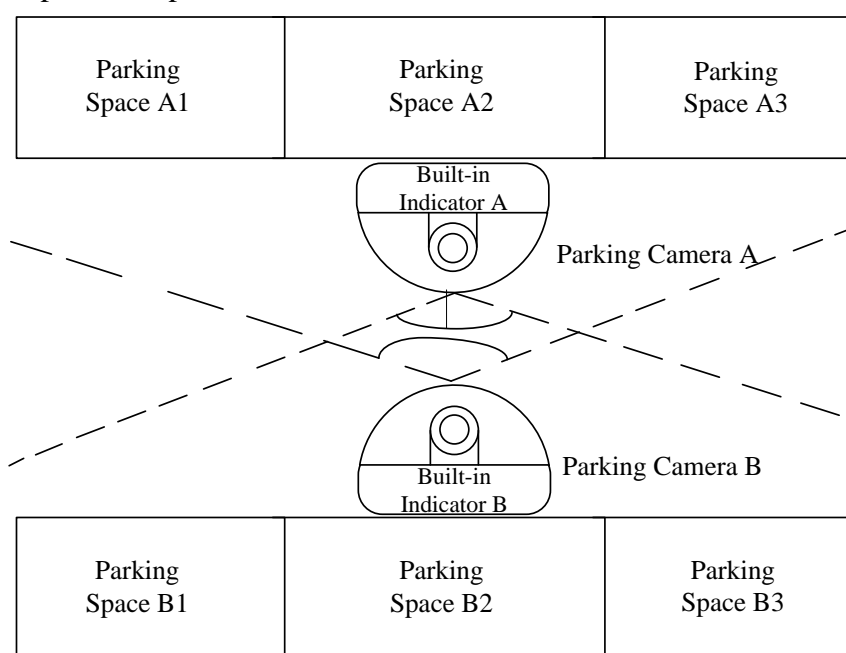 Parking
Space A1
Parking
Space A2
Parking
Space A3
Built-in
Indicator A
Parking Camera A
Parking Camera B
Built-in
Indicator B
Parking
Space B1
Parking
Space B2
Parking
Space B3